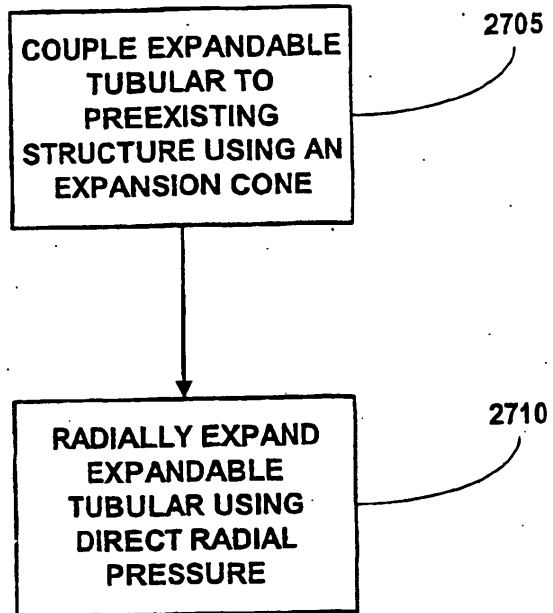 2705
COUPLE EXPANDABLE
TUBULAR TO
PREEXISTING
STRUCTURE USING AN
EXPANSION CONE
2710
RADIALLY EXPAND
EXPANDABLE
TUBULAR USING
DIRECT RADIAL
PRESSURE